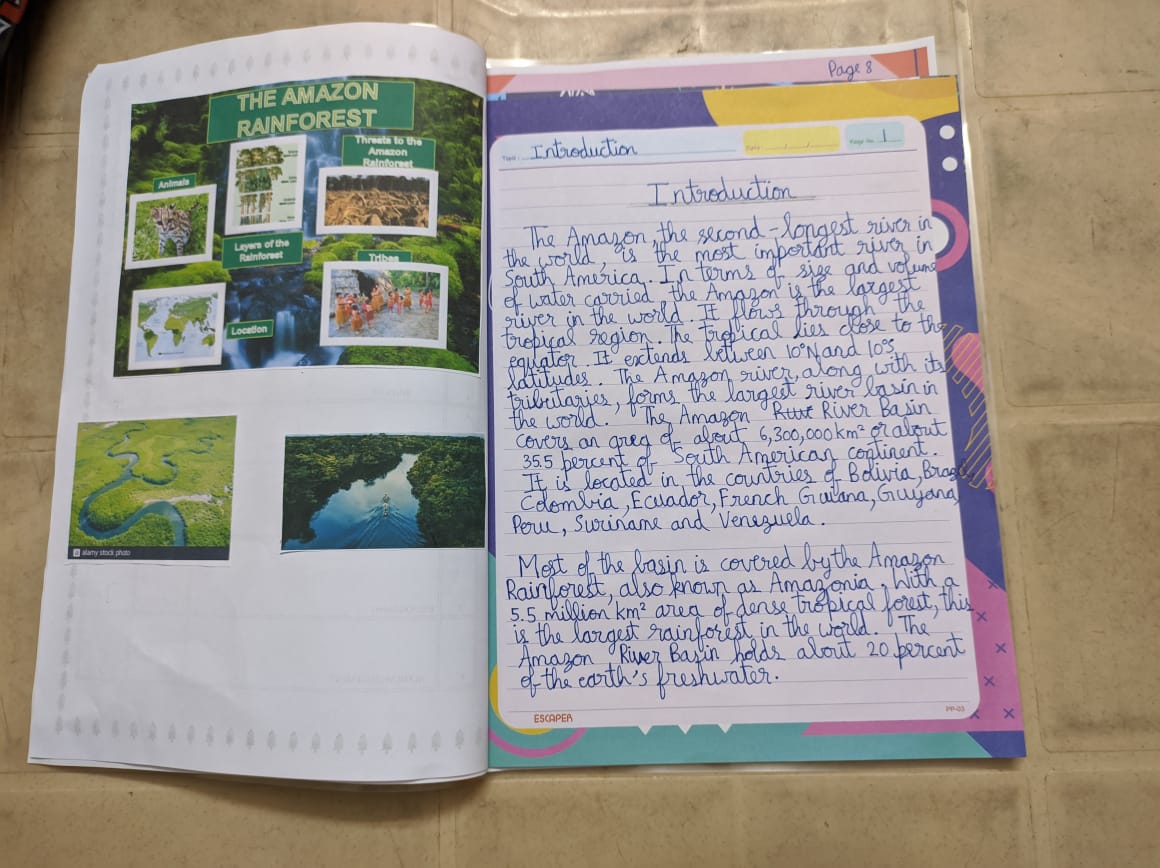 THE AMAZON
RAINFOREST
Threats to the
Amazon
Rainforest
Animals
Layers of the
Rainforest
Tribes
Location
a alamy stock photo
Page 8
Introduction
Date:
Page No. 1
Introduction
The Amazon, the second-longest river in
the world, is the most important river in
South America. In terms of size and volume
of water carried, the Amazon is the largest
river in the world. It flows through the
tropical region. The tropical lies close to the
equator. It extends between 10°N and 10°S
latitudes. The Amazon river, along with its
tributaries, forms the largest river basin in
the world. The Amazon River Basin
covers an area of about 6,300,000 km² or about
35.5 percent of South American continent.
It is located in the countries of Bolivia, Brazil
Colombia, Ecuador, French Guiana, Guyana,
Peru, Suriname and Venezuela.
Most of the basin is covered by the Amazon
Rainforest, also known as Amazonia. With a
5.5 million km² area of dense tropical forest, this
is the largest rainforest in the world. The
Amazon River Basin holds about 20 percent
of the earth's freshwater.
ESCAPER
PP-03